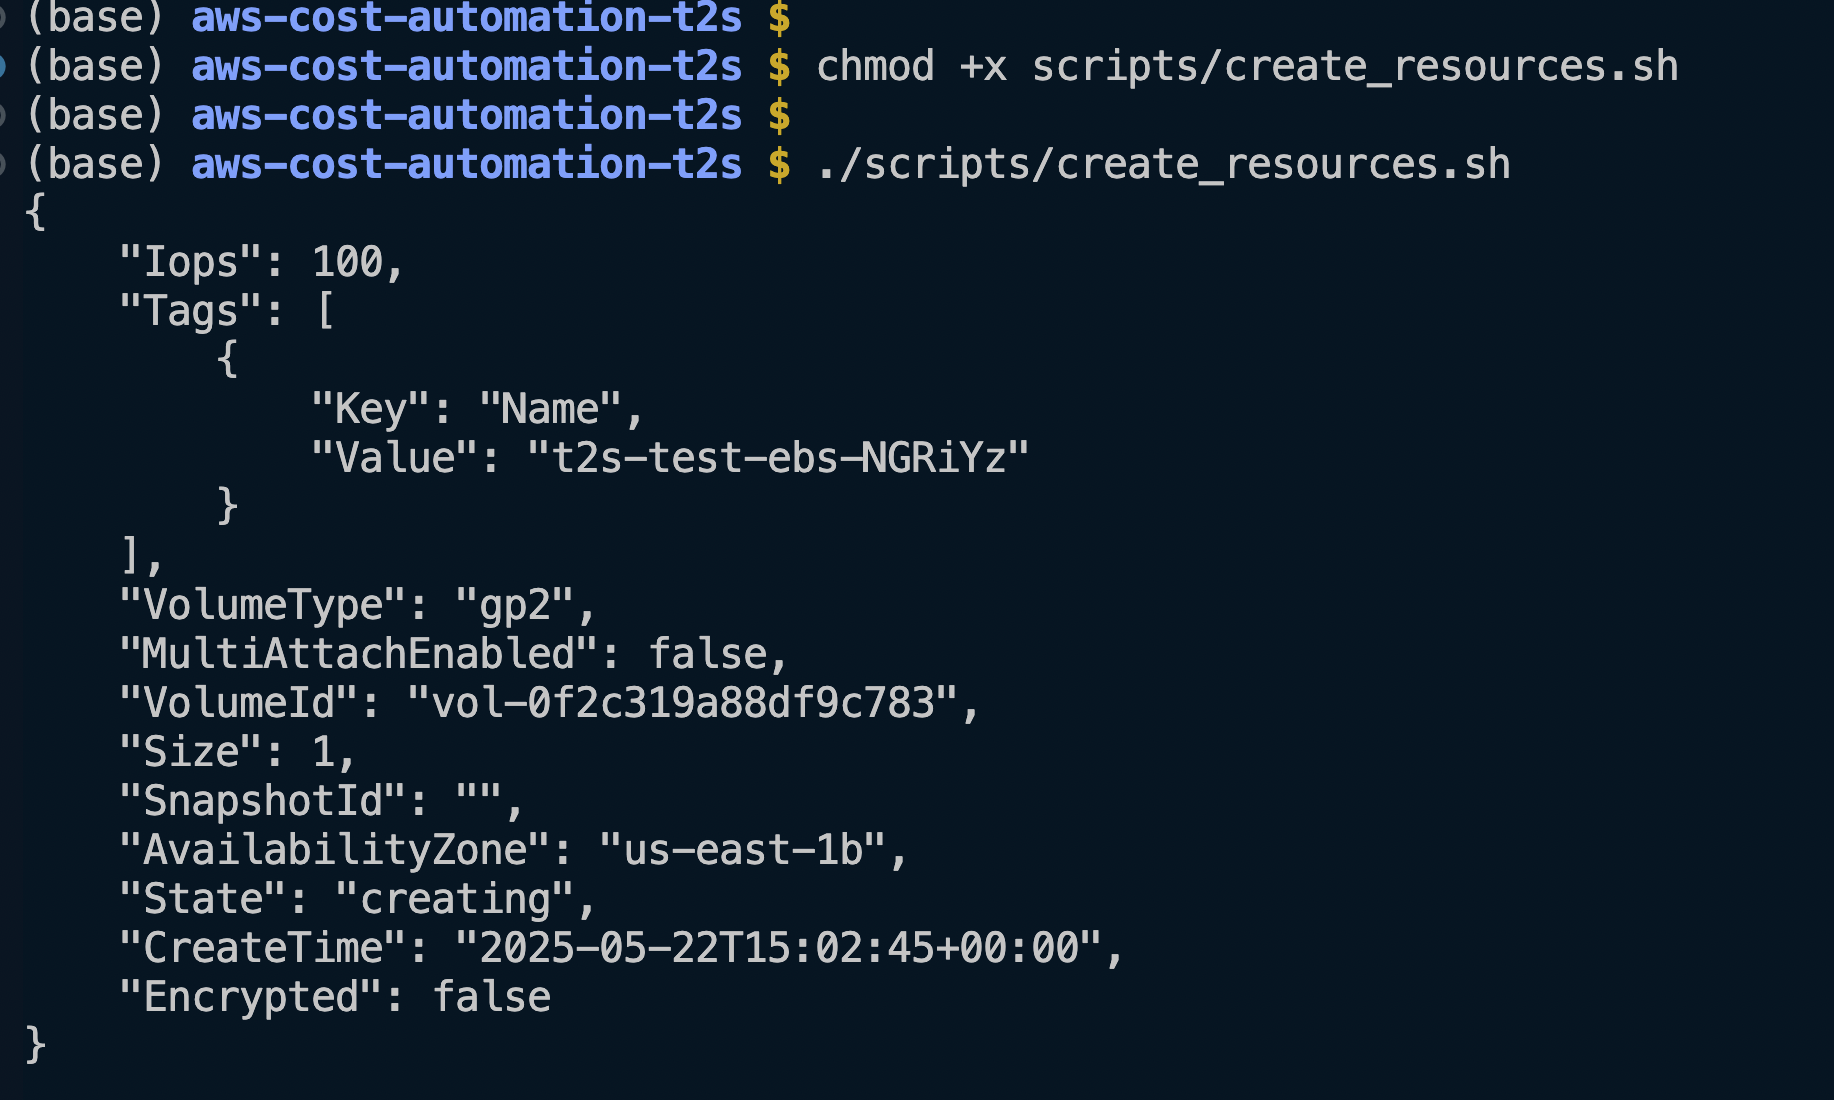 (base) aws-cost-automation-t2s $
(base) aws-cost-automation-t2s $ chmod +x scripts/create_resources.sh
(base) aws-cost-automation-t2s $
(base) aws-cost-automation-t2s $ ./scripts/create_resources.sh
{
    "Iops": 100,
    "Tags": [
        {
            "Key": "Name",
            "Value": "t2s-test-ebs-NGRiYz"
        }
    ],
    "VolumeType": "gp2",
    "MultiAttachEnabled": false,
    "VolumeId": "vol-0f2c319a88df9c783",
    "Size": 1,
    "SnapshotId": "",
    "AvailabilityZone": "us-east-1b",
    "State": "creating",
    "CreateTime": "2025-05-22T15:02:45+00:00",
    "Encrypted": false
}